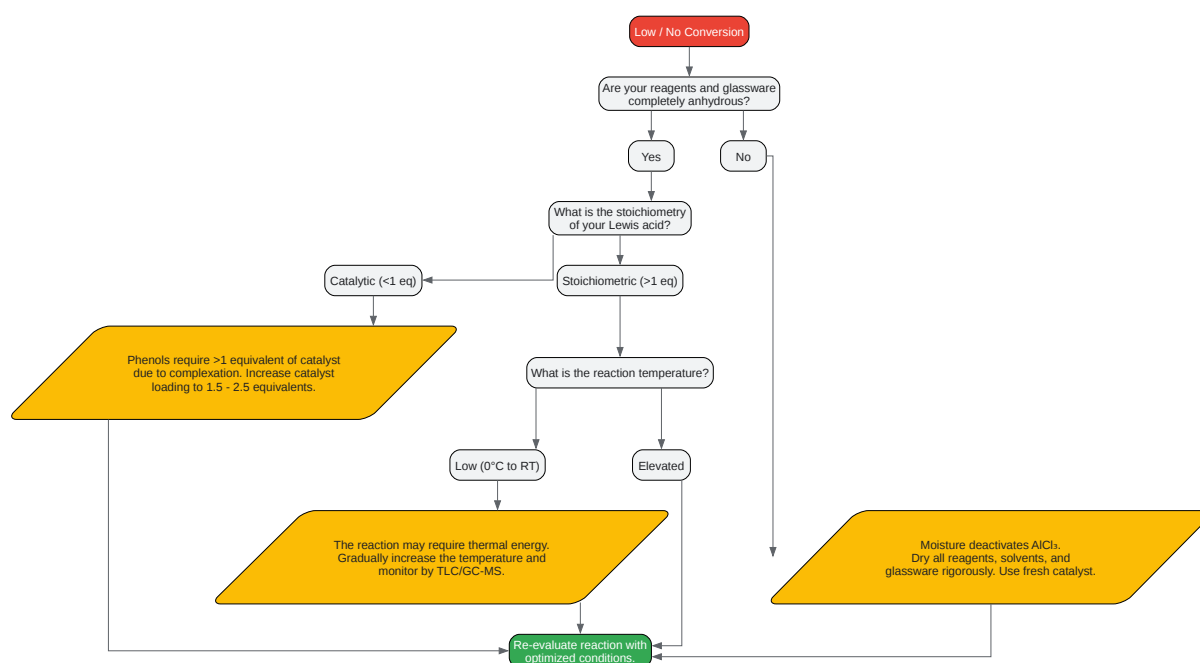 Low / No Conversion
Are your reagents and glassware
completely anhydrous?
Yes
No
What is the stoichiometry
of your Lewis acid?
Catalytic (<1 eq)
Stoichiometric (>1 eq)
Phenols require >1 equivalent of catalyst
due to complexation. Increase catalyst
loading to 1.5 - 2.5 equivalents.
What is the reaction temperature?
Low (0°C to RT)
Elevated
The reaction may require thermal energy.
Gradually increase the temperature and
monitor by TLC/GC-MS.
Moisture deactivates AlCl₃.
Dry all reagents, solvents, and
glassware rigorously. Use fresh catalyst.
Re-evaluate reaction with
optimized conditions.